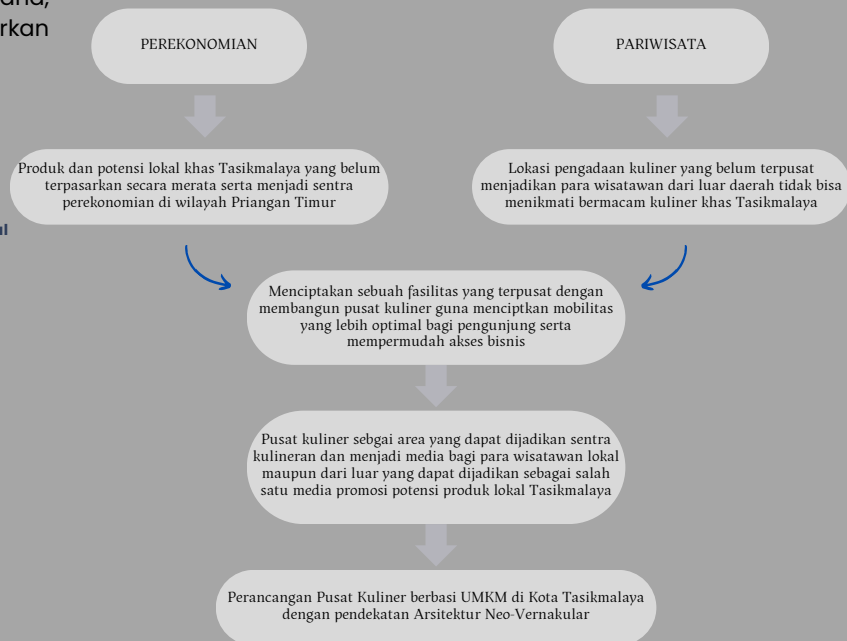 rkan
PEREKONOMIAN
PARIWISATA
Produk dan potensi lokal khas Tasikmalaya yang belum
terpasarkan secara merata serta menjadi sentra
perekonomian di wilayah Priangan Timur
Lokasi pengadaan kuliner yang belum terpusat
menjadikan para wisatawan dari luar daerah tidak bisa
menikmati bermacam kuliner khas Tasikmalaya
Menciptakan sebuah fasilitas yang terpusat dengan
membangun pusat kuliner guna menciptkan mobilitas
yang lebih optimal bagi pengunjung serta
mempermudah akses bisnis
Pusat kuliner sebgai area yang dapat dijadikan sentra
kulineran dan menjadi media bagi para wisatawan lokal
maupun dari luar yang dapat dijadikan sebagai salah
satu media promosi potensi produk lokal Tasikmalaya
Perancangan Pusat Kuliner berbasi UMKM di Kota Tasikmalaya
dengan pendekatan Arsitektur Neo-Vernakular